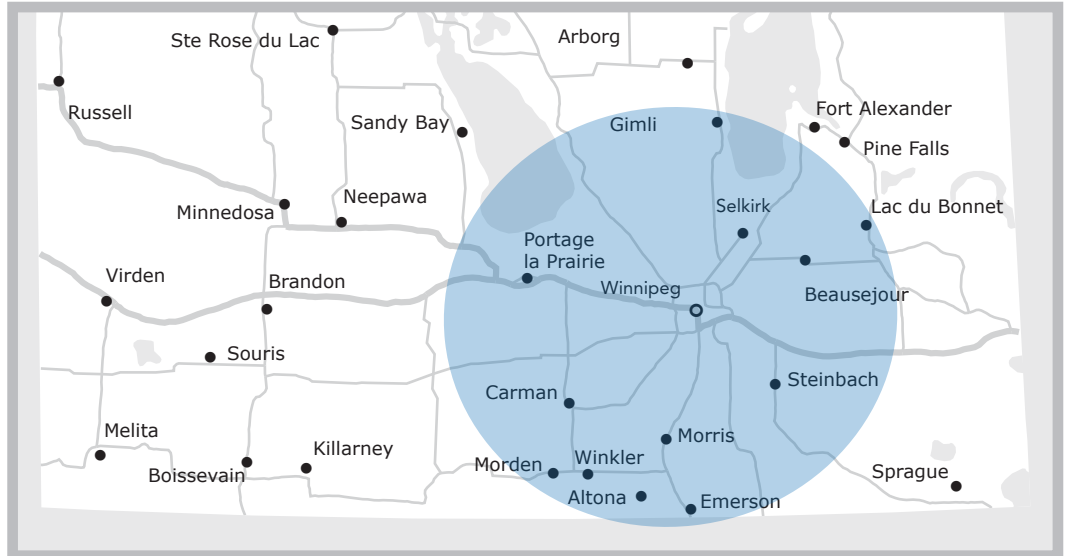 Ste Rose du Lac
Arborg
Russell
Sandy Bay
Gimli
Fort Alexander
Pine Falls
Minnedosa
Neepawa
Selkirk
Lac du Bonnet
Portage
la Prairie
Virden
Brandon
Winnipeg
Beausejour
Souris
Steinbach
Carman
Melita
Boissevain
Killarney
Morris
Morden
Winkler
Altona
Emerson
Sprague